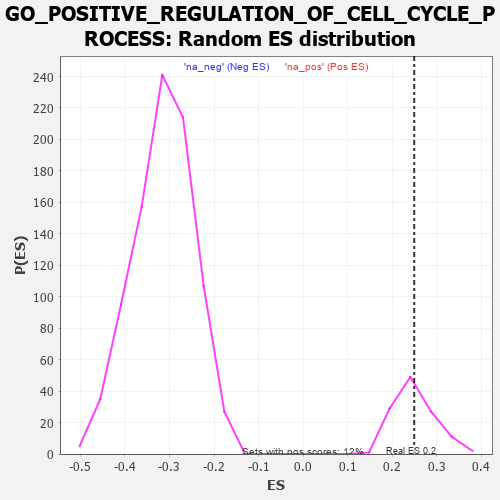 GO_POSITIVE_REGULATION_OF_CELL_CYCLE_P
ROCESS: Random ES distribution
'na_neg' (Neg ES) 'na_pos' (Pos ES)
240
220
200
180
160
140
120
100
80
60
40
20
0
P(ES)
Sets with pos scores: 12%
Real ES 0.2
-0.5 -0.4 -0.3 -0.2 -0.1 0.0 0.1 0.2 0.3 0.4
ES